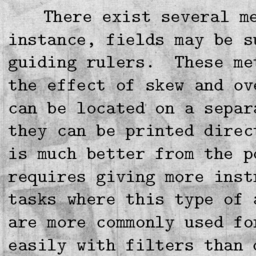 There exist several me
instance, fields may be su
guiding rulers. These met
the effect of skew and ove
can be located on a separa
they can be printed direct
is much better from the po
requires giving more instr
tasks where this type of a
are more commonly used for
easily with filters than